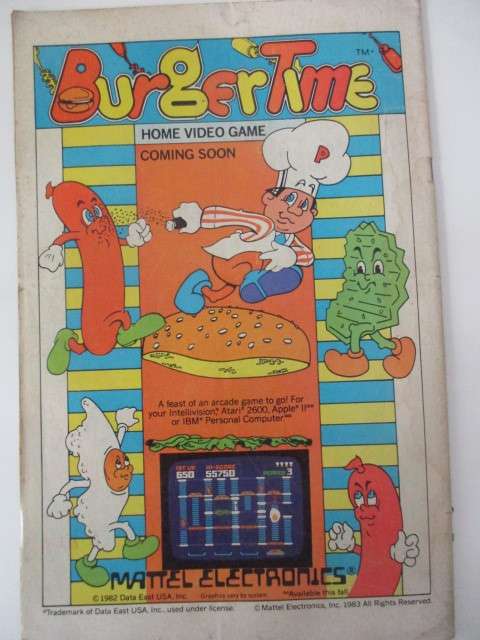 BurgerTime
TM*
HOME VIDEO GAME
COMING SOON
P
A feast of an arcade game to go! For
your Intellivision,® Atari® 2600, Apple® II**
or IBM® Personal Computer**
1ST UP HI-SCORE
650 55750 3
MATTEL ELECTRONICS®
©1982 Data East USA, Inc. Graphics vary by system. **Available this fall.
*Trademark of Data East USA, Inc., used under license. ©Mattel Electronics, Inc. 1983 All Rights Reserved.